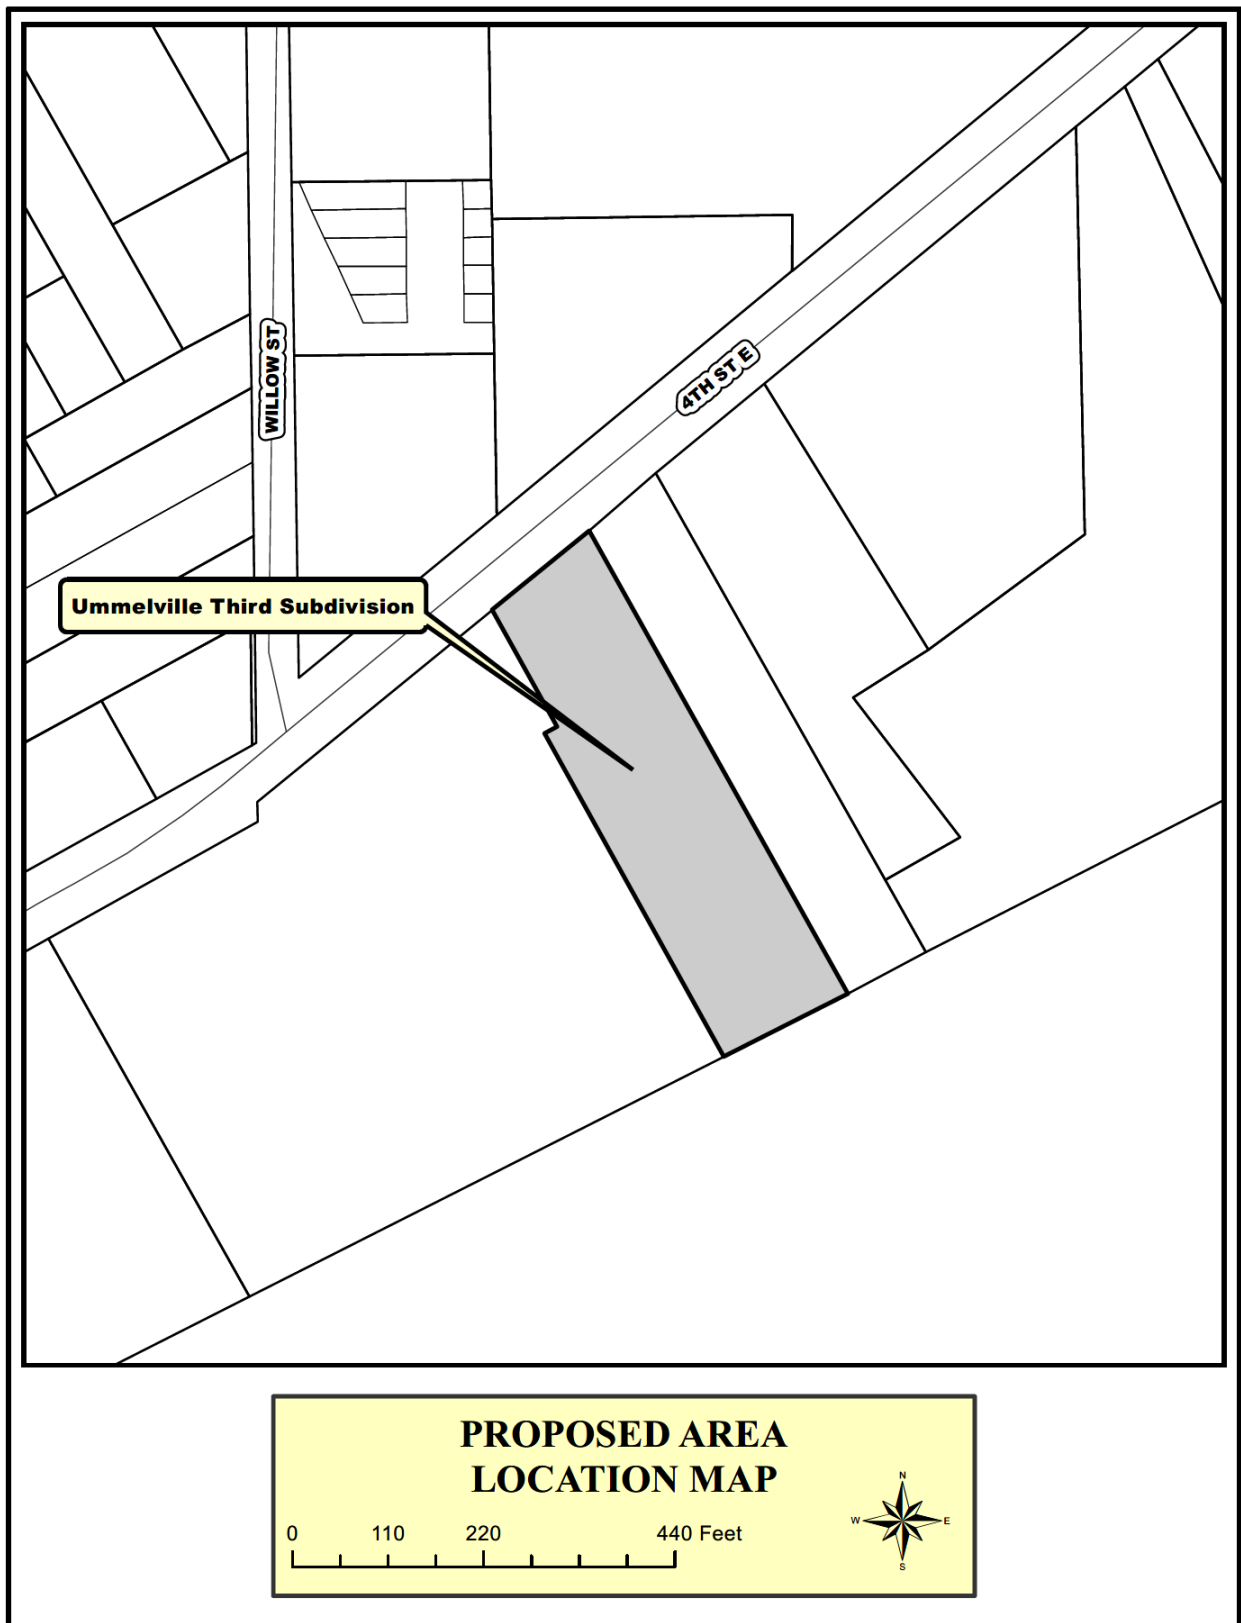 WILLOW ST
4TH ST E
Ummelville Third Subdivision
PROPOSED AREA
LOCATION MAP
0 110 220 440 Feet
N
W E
S